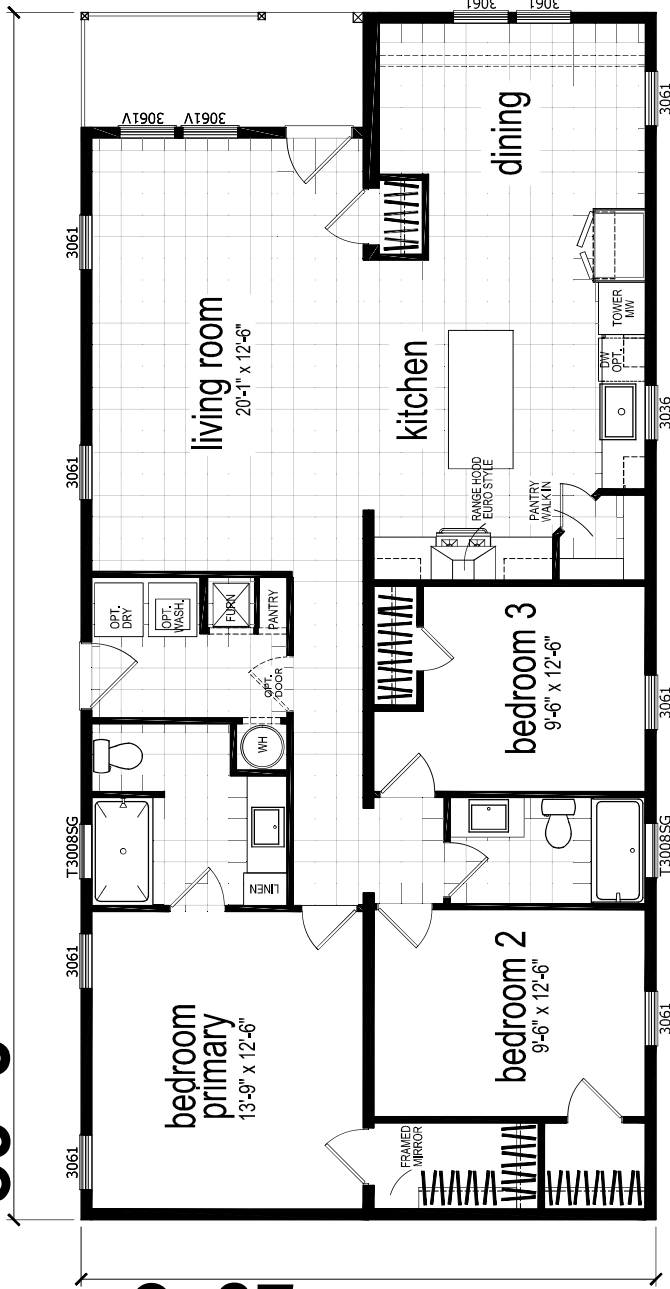 3061
3061
3061V
3061V
3061
dining
3061
living room
20'-1" x 12'-6"
kitchen
TOWER
MW
DW
OPT.
3036
3061
RANGE HOOD
EURO STYLE
PANTRY
WALK IN
OPT.
DRY
OPT.
WASH.
FURN
PANTRY
OPT.
DOOR
WH
bedroom 3
9'-6" x 12'-6"
3061
T3008SG
T3008SG
LINEN
3061
bedroom
primary
13'-9" x 12'-6"
bedroom 2
9'-6" x 12'-6"
3061
3061
FRAMED
MIRROR